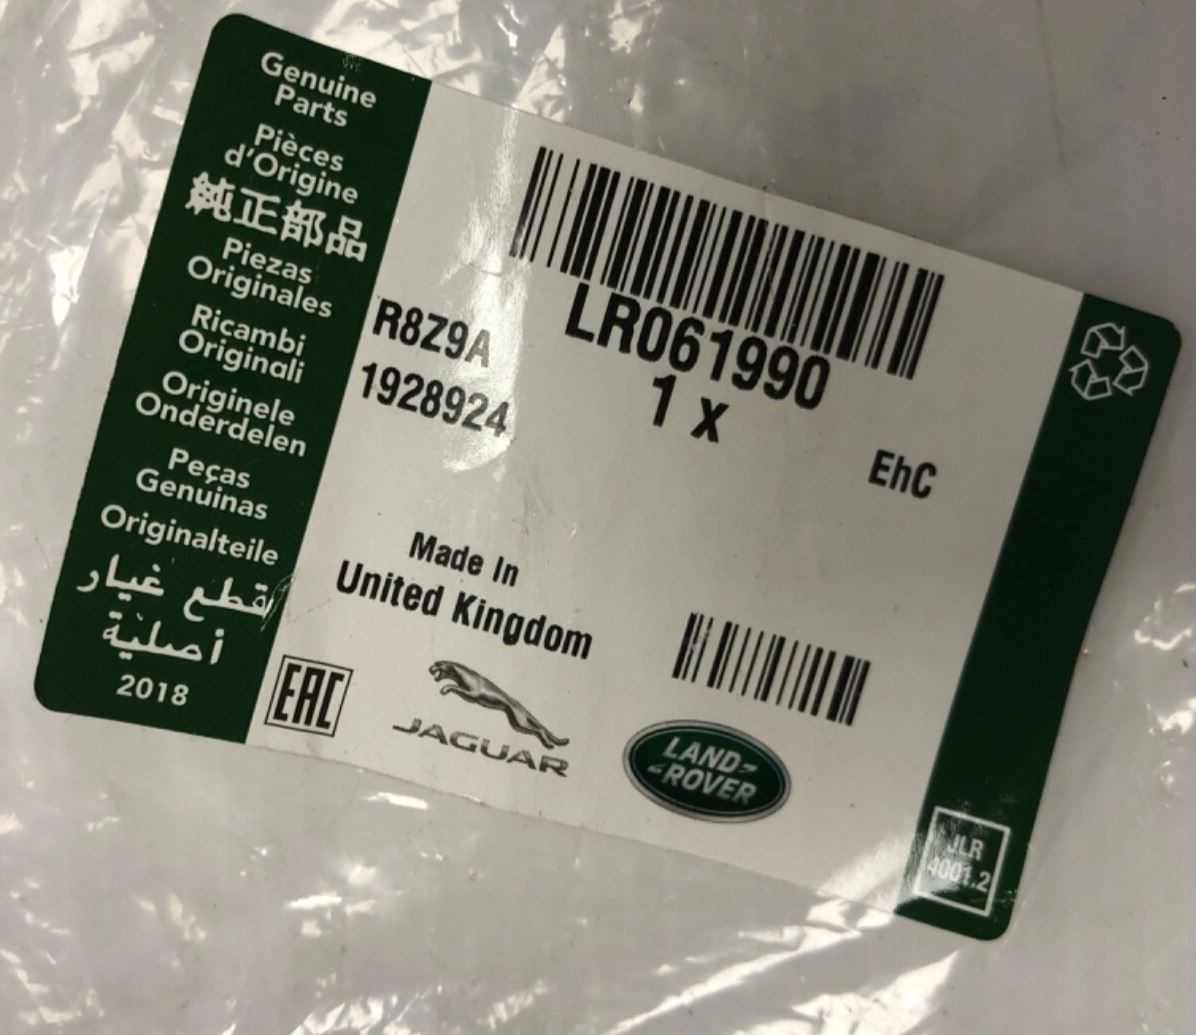 Genuine
Parts
Pièces
d'Origine
純正部品
Piezas
Originales
Ricambi
Originali
Originele
Onderdelen
Peças
Genuinas
Originalteile
قطع غيار
أصلية
2018
LR061990
1 x
R8Z9A
1928924
EhC
Made In
United Kingdom
EAC
JAGUAR
LAND-
-ROVER
JLR
4001.2